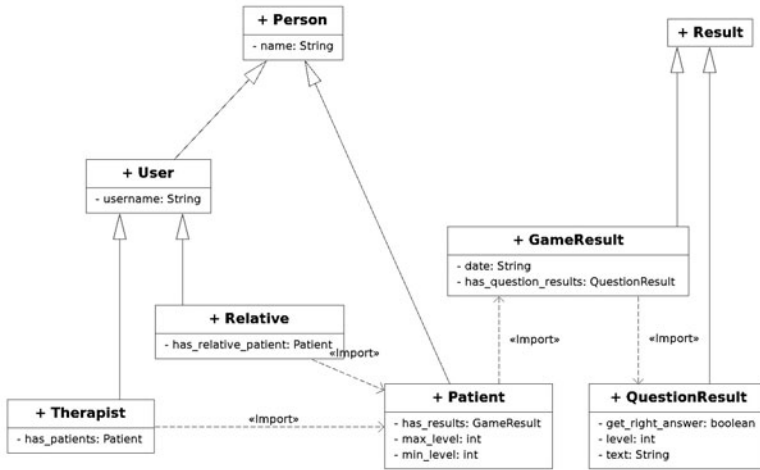 + Person
- name: String
+ Result
+ User
- username: String
+ GameResult
- date: String
- has_question_results: QuestionResult
+ Relative
- has_relative_patient: Patient
«Import»
«Import»
«Import»
+ Therapist
- has_patients: Patient
«Import»
+ Patient
- has_results: GameResult
- max_level: int
- min_level: int
+ QuestionResult
- get_right_answer: boolean
- level: int
- text: String